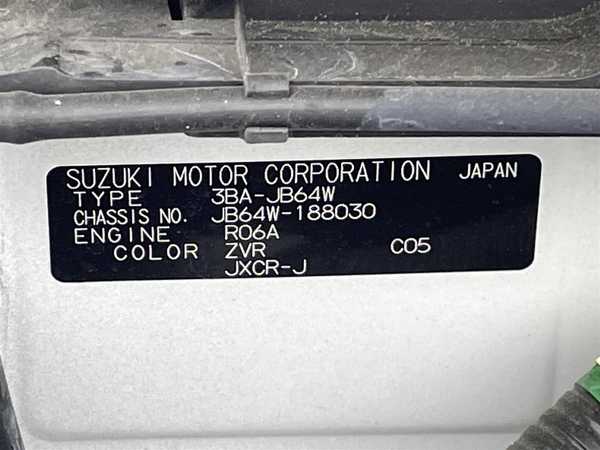 SUZUKI MOTOR CORPORATION JAPAN
TYPE 3BA-JB64W
CHASSIS NO. JB64W-188030
ENGINE R06A
COLOR ZVR C05
JXCR-J